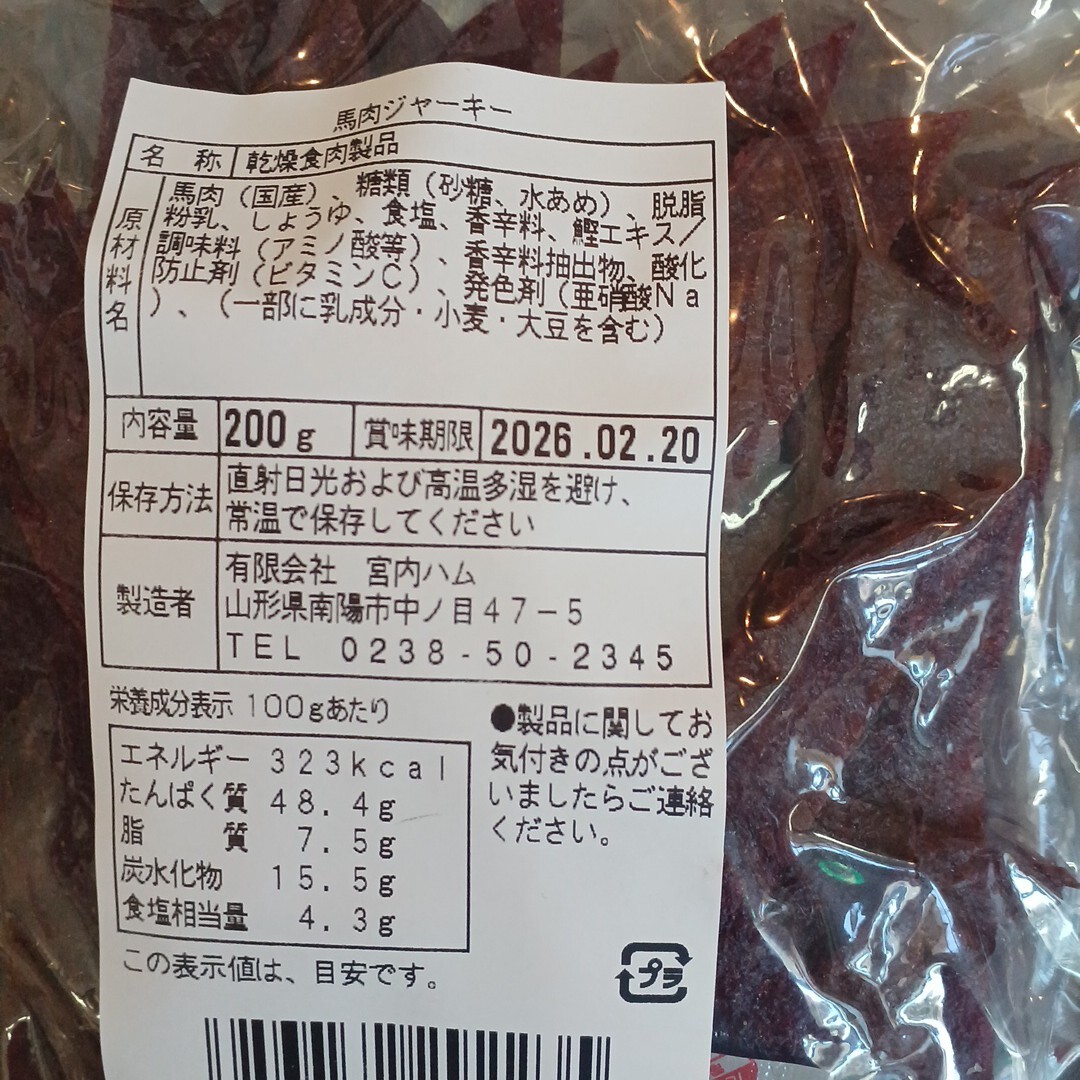 馬肉ジャーキー
名 称 乾燥食肉製品
原材料名 馬肉（国産）、糖類（砂糖、水あめ）、脱脂
粉乳、しょうゆ、食塩、香辛料、鰹エキス／
調味料（アミノ酸等）、香辛料抽出物、酸化
防止剤（ビタミンC）、発色剤（亜硝酸Na
）、（一部に乳成分・小麦・大豆を含む）
内容量 200g 賞味期限 2026.02.20
保存方法 直射日光および高温多湿を避け、
常温で保存してください
製造者 有限会社 宮内ハム
山形県南陽市中ノ目47-5
TEL 0238-50-2345
栄養成分表示 100gあたり
エネルギー 323kcal
たんぱく質 48.4g
脂 質 7.5g
炭水化物 15.5g
食塩相当量 4.3g
この表示値は、目安です。
●製品に関してお
気付きの点がござ
いましたらご連絡
ください。
プラ